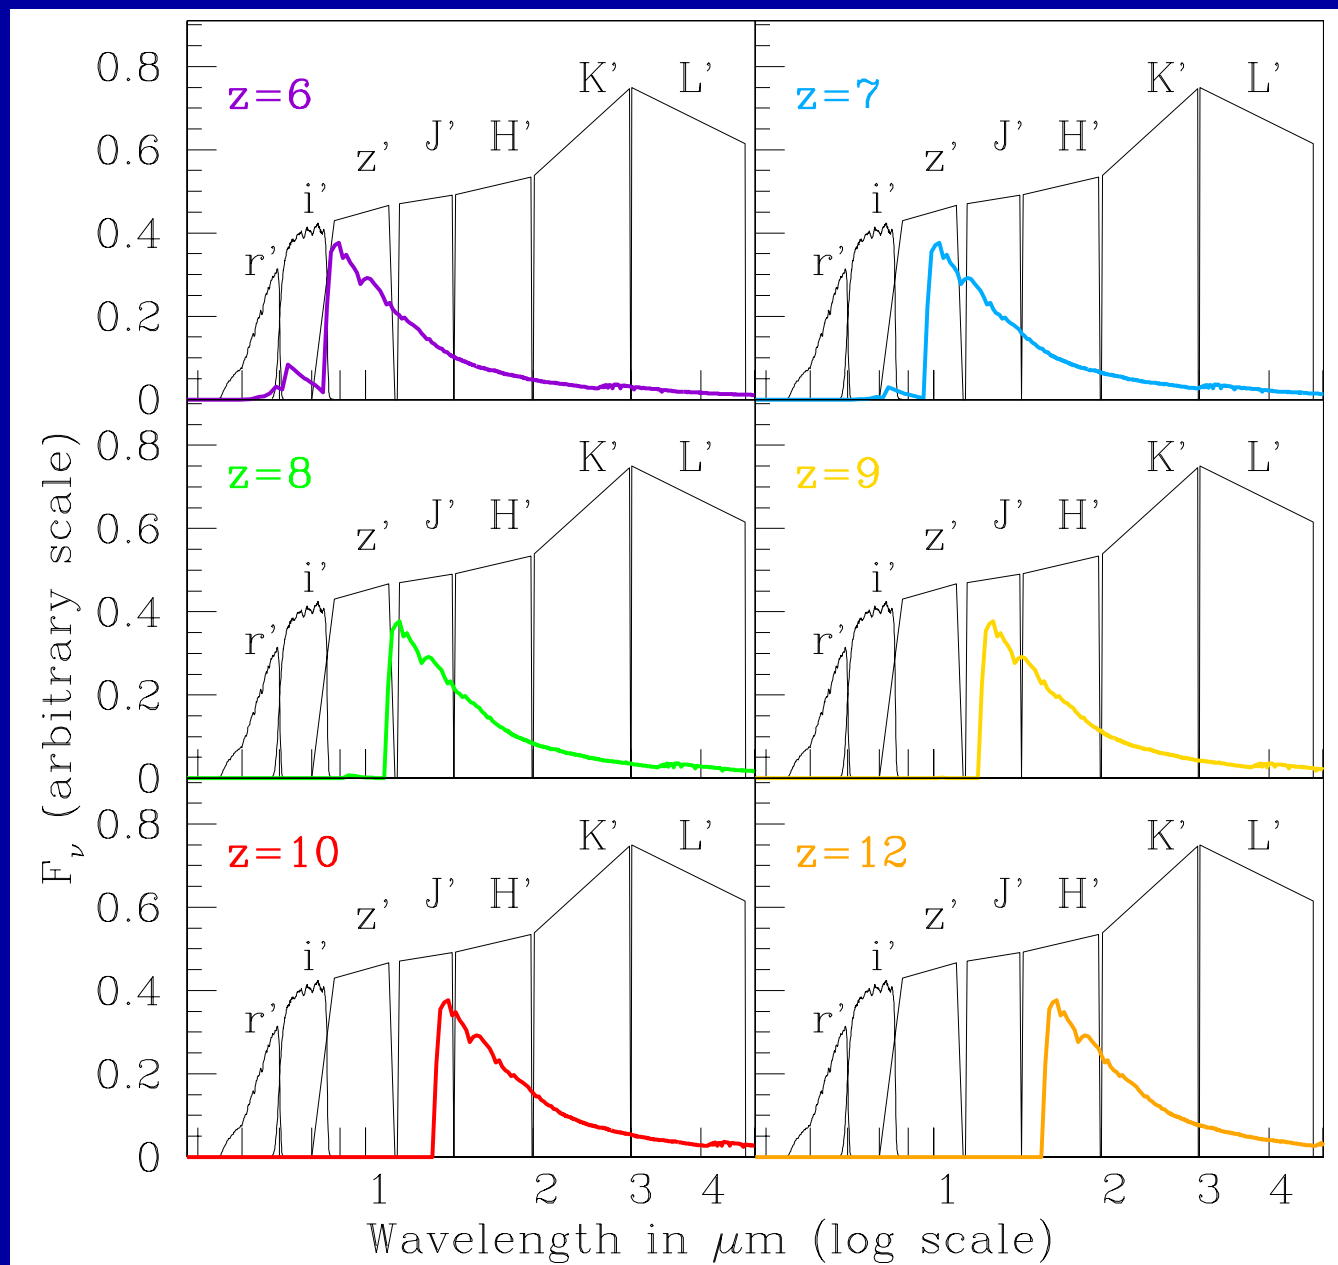 K' L'
z=6
J' H'
z'
i'
r'
0.8
0.6
0.4
0.2
0
K' L'
z=7
J' H'
z'
i'
r'
K' L'
z=8
J' H'
z'
i'
r'
0.8
0.6
0.4
0.2
0
K' L'
z=9
J' H'
z'
i'
r'
K' L'
z=10
J' H'
z'
i'
r'
0.8
0.6
0.4
0.2
0
K' L'
z=12
J' H'
z'
i'
r'
1 2 3 4
1 2 3 4
Fν (arbitrary scale)
Wavelength in μm (log scale)